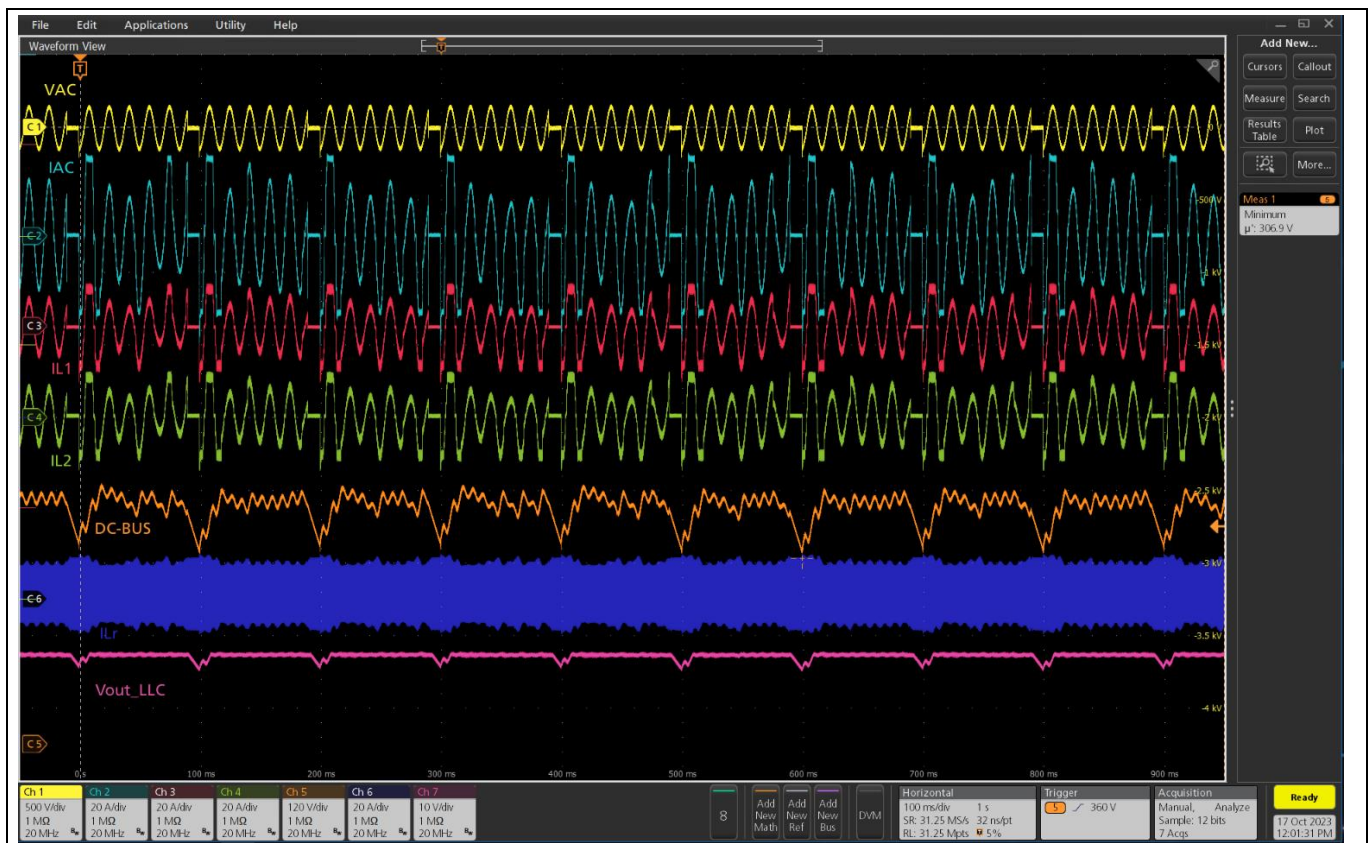 File Edit Applications Utility Help
Waveform View
Add New...
T
T
Cursors Callout
VAC
Measure Search
C 1
0
Results Table Plot
IAC
More...
-500 V
Meas 1 5
Minimum
µ': 306.9 V
C 2
-1 kV
C 3
-1.5 kV
IL1
C 4
-2 kV
IL2
-2.5 kV
DC-BUS
-3 kV
C 6
ILr
-3.5 kV
Vout_LLC
-4 kV
C 5
0 s 100 ms 200 ms 300 ms 400 ms 500 ms 600 ms 700 ms 800 ms 900 ms
Ch 1 Ch 2 Ch 3 Ch 4 Ch 5 Ch 6 Ch 7
500 V/div 20 A/div 20 A/div 20 A/div 120 V/div 20 A/div 10 V/div
1 MΩ 1 MΩ 1 MΩ 1 MΩ 1 MΩ 1 MΩ 1 MΩ
20 MHz 20 MHz 20 MHz 20 MHz 20 MHz 20 MHz 20 MHz
8
Add New Math
Add New Ref
Add New Bus
DVM
Horizontal
100 ms/div 1 s
SR: 31.25 MS/s 32 ns/pt
RL: 31.25 Mpts 5%
Trigger
5 360 V
Acquisition
Manual, Analyze
Sample: 12 bits
7 Acqs
Ready
17 Oct 2023
12:01:31 PM